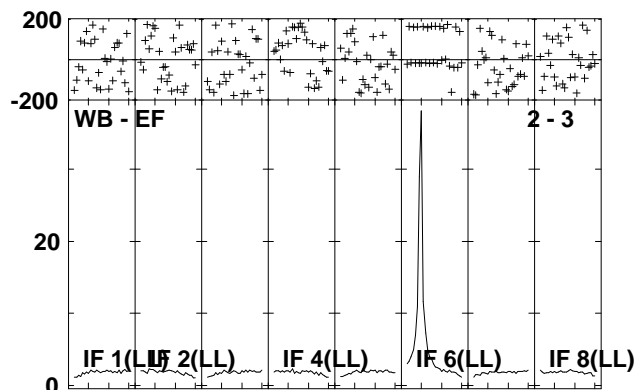 200
-200
WB - EF
2 - 3
20
IF 1(LL)
IF 2(LL)
IF 4(LL)
IF 6(LL)
IF 8(LL)
0